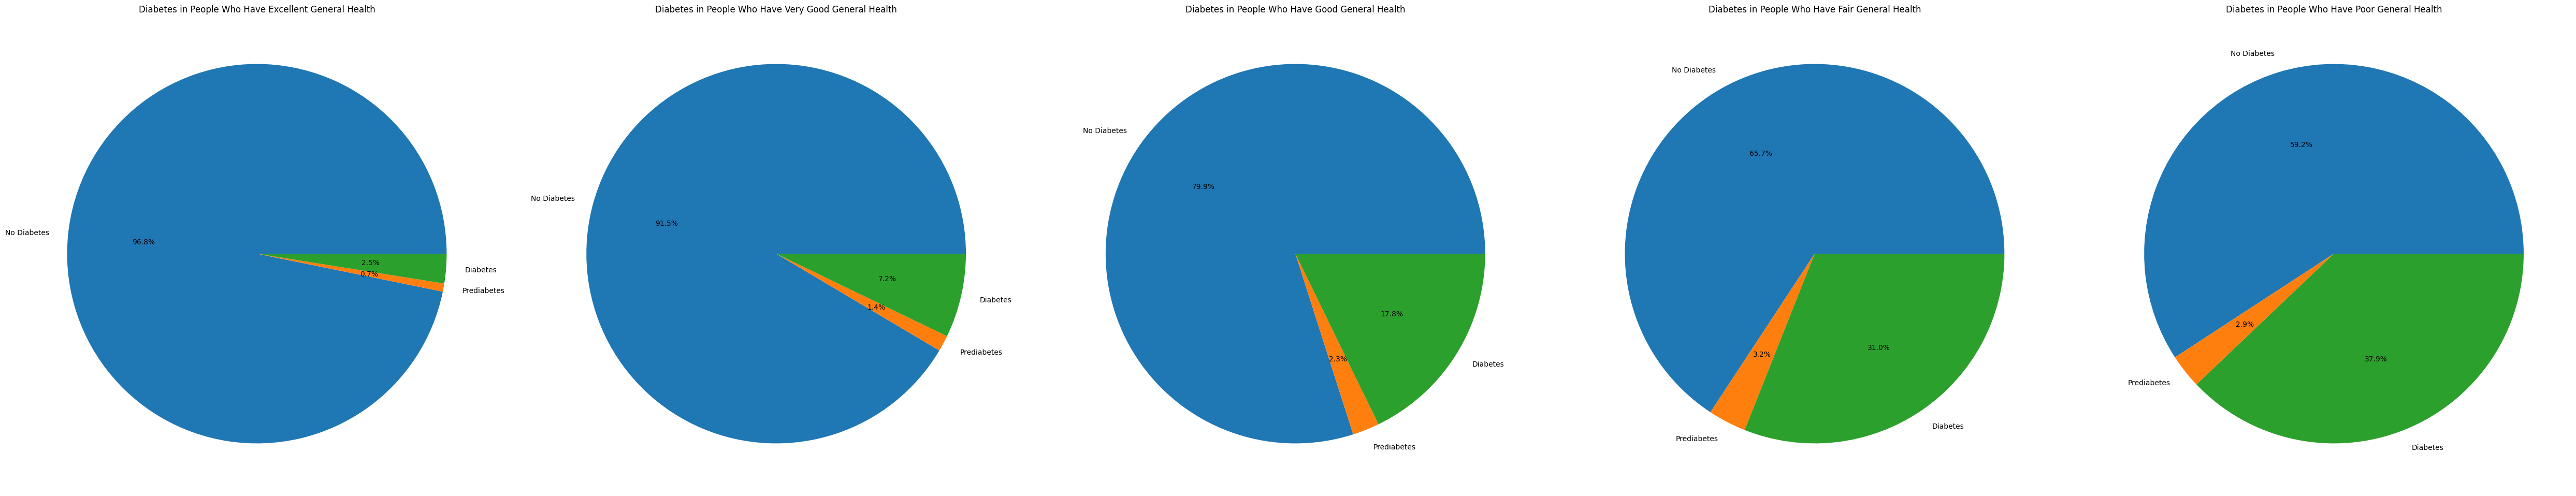 Diabetes in People Who Have Excellent General Health
No Diabetes
96.8%
2.5%
0.7%
Diabetes
Prediabetes
Diabetes in People Who Have Very Good General Health
No Diabetes
91.5%
7.2%
1.4%
Diabetes
Prediabetes
Diabetes in People Who Have Good General Health
No Diabetes
79.9%
17.8%
2.3%
Diabetes
Prediabetes
Diabetes in People Who Have Fair General Health
No Diabetes
65.7%
31.0%
3.2%
Diabetes
Prediabetes
Diabetes in People Who Have Poor General Health
No Diabetes
59.2%
2.9%
37.9%
Prediabetes
Diabetes